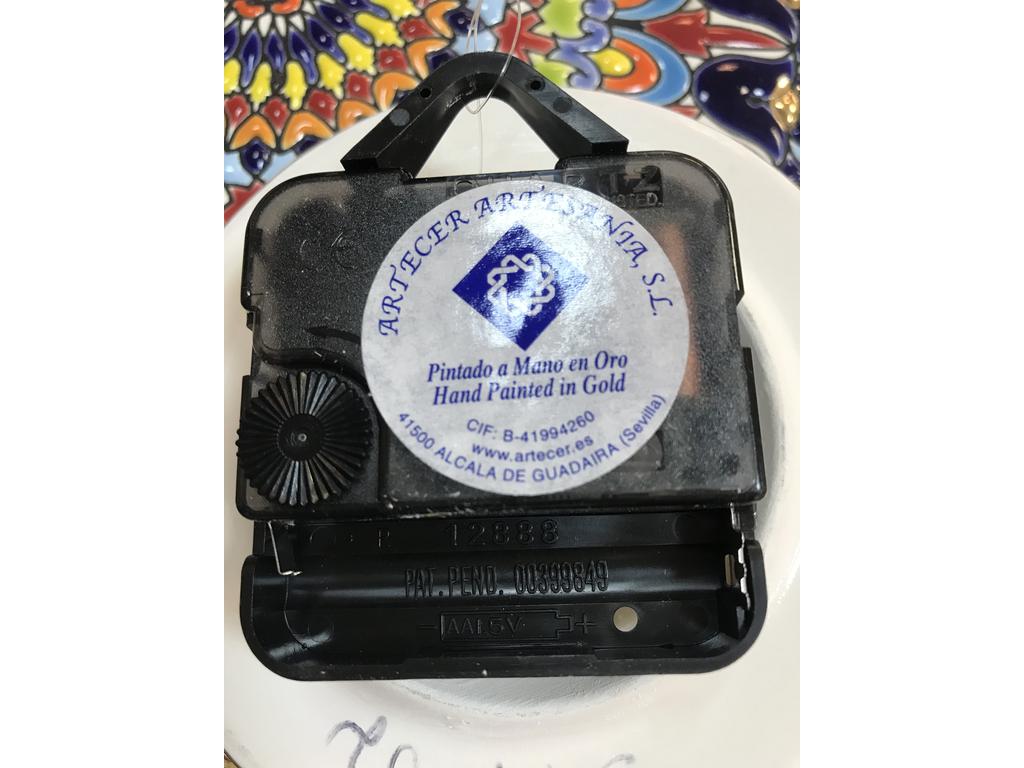 ARTECER ARTESANIA, S.L.
Pintado a Mano en Oro
Hand Painted in Gold
CIF: B-41994260
www.artecer.es
41500 ALCALA DE GUADAIRA (Sevilla)
12888
PAT. PEND. 00399849
- AA1.5V +